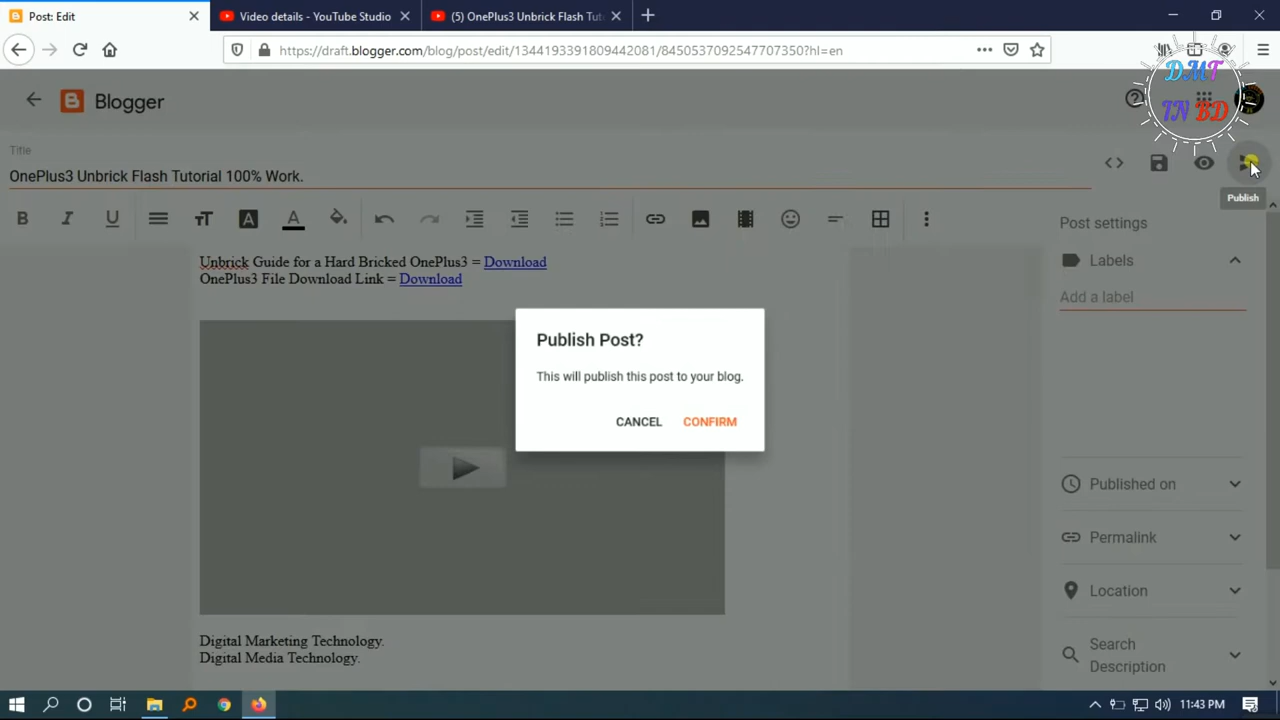 Post: Edit
Video details - YouTube Studio
(5) OnePlus3 Unbrick Flash Tut
https://draft.blogger.com/blog/post/edit/1344193391809442081/8450537092547707350?hl=en
DMT
IN BD
Blogger
Title
OnePlus3 Unbrick Flash Tutorial 100% Work.
Publish
Post settings
Unbrick Guide for a Hard Bricked OnePlus3 = Download
OnePlus3 File Download Link = Download
Labels
Add a label
Publish Post?
This will publish this post to your blog.
CANCEL CONFIRM
Published on
Permalink
Location
Search
Description
Digital Marketing Technology.
Digital Media Technology.
11:43 PM